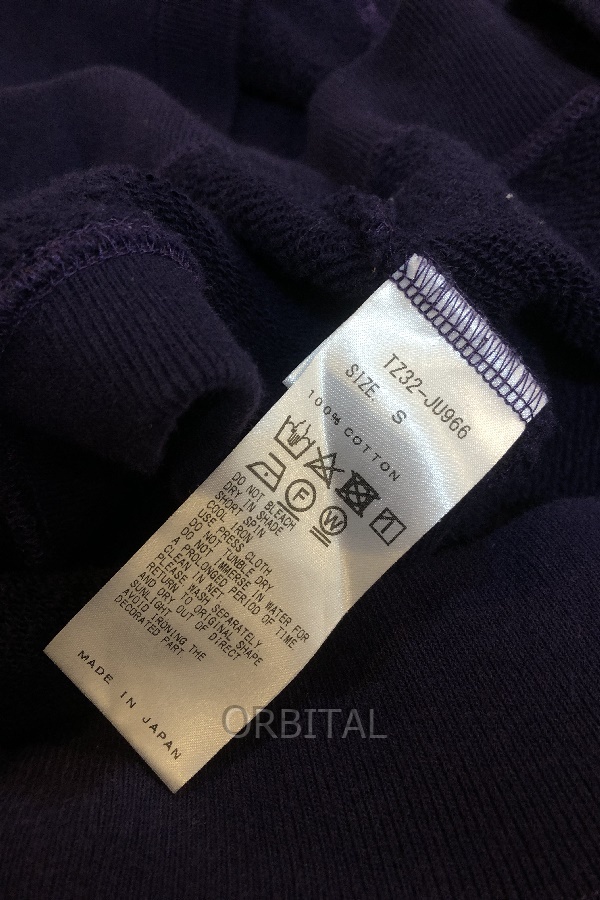 TZ32-JU966
SIZE S
100% COTTON
F
W
DO NOT BLEACH
DRY IN SHADE
SHORT SPIN
COOL IRON
USE PRESS CLOTH
DO NOT TUNBLE DRY
DO NOT IMMERSE IN WATER FOR
A PROLONGED PERIOD OF TIME
CLEAN IN NET
PLEASE WASH SEPARATELY
RETURN TO ORIGINAL SHAPE
AND DRY OUT OF DIRECT
SUNLIGHT
AVOID IRONING THE
DECORATED PART
MADE IN JAPAN
ORBITAL